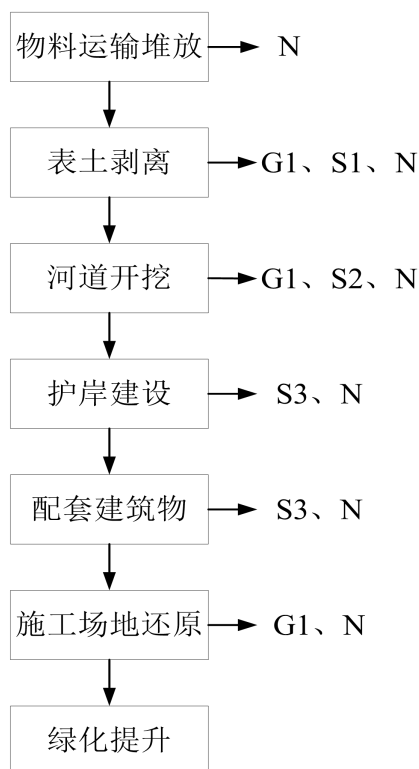 物料运输堆放 N
表土剥离 G1、S1、N
河道开挖 G1、S2、N
护岸建设 S3、N
配套建筑物 S3、N
施工场地还原 G1、N
绿化提升